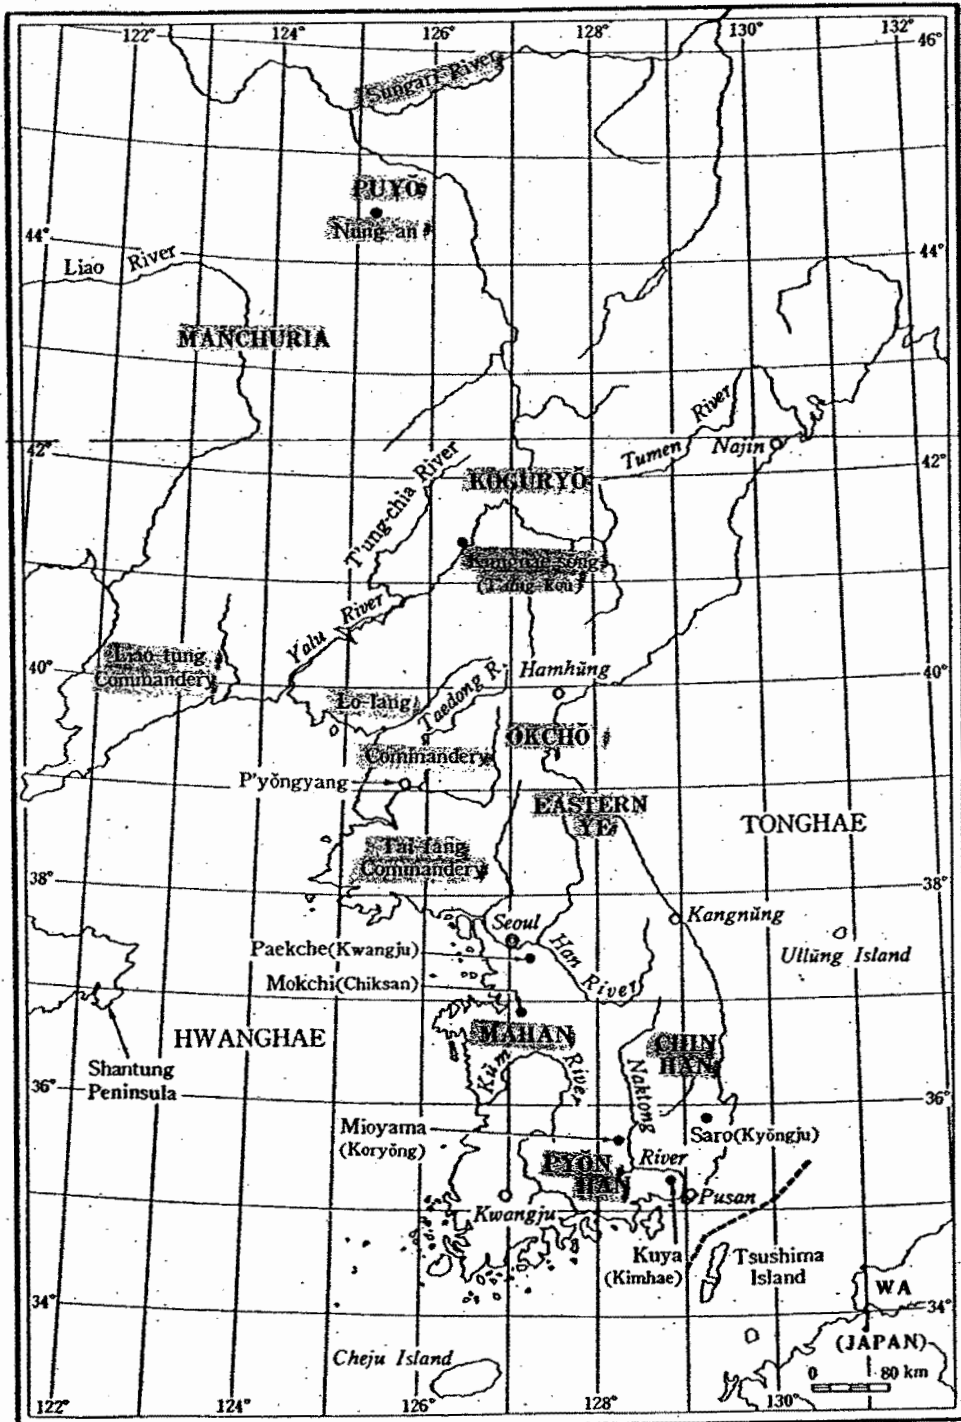 122° 124° 126° 128° 130° 132°
46°
Sungari River
PUYŎ
Nung-an
44°
44°
Liao River
MANCHURIA
Tumen River
Najin
42°
42°
T'ung-chia River
KOGURYŎ
Kungnae-sŏng
(T'ung-kou)
Yalu River
Liao-tung
Commandery
40°
40°
Hamhŭng
Lo-lang
Commandery
Taedong R.
OKCHŎ
P'yŏngyang
EASTERN
YE
TONGHAE
Tai-fang
Commandery
38°
38°
Seoul
Kangnŭng
Paekche (Kwangju)
Han River
Ullŭng Island
Mokchi (Chiksan)
HWANGHAE
MAHAN
CHIN
HAN
Shantung
Peninsula
Kŭm River
Naktong River
36°
36°
Mioyama
(Koryŏng)
Saro (Kyŏngju)
PYŎN
HAN
Pusan
Kwangju
Kuya
(Kimhae)
Tsushima
Island
WA
34°
34°
(JAPAN)
Cheju Island
0 80 km
122° 124° 126° 128° 130°